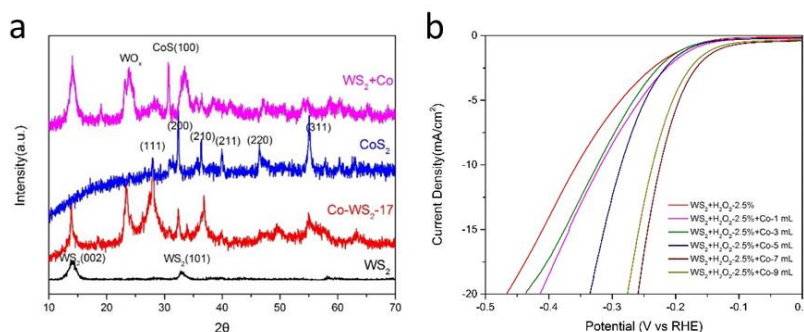 a
Intensity(a.u.)
WOₓ
CoS(100)
WS₂+Co
(200)
CoS₂
(111)
(210)
(211)
(220)
(311)
Co-WS₂-17
WS₂(002)
WS₂(101)
WS₂
10 20 30 40 50 60 70
2θ
b
Current Density(mA/cm²)
0
-5
-10
-15
-20
WS₂+H₂O₂-2.5%
WS₂+H₂O₂-2.5%+Co-1 mL
WS₂+H₂O₂-2.5%+Co-3 mL
WS₂+H₂O₂-2.5%+Co-5 mL
WS₂+H₂O₂-2.5%+Co-7 mL
WS₂+H₂O₂-2.5%+Co-9 mL
-0.5 -0.4 -0.3 -0.2 -0.1 0.
Potential (V vs RHE)